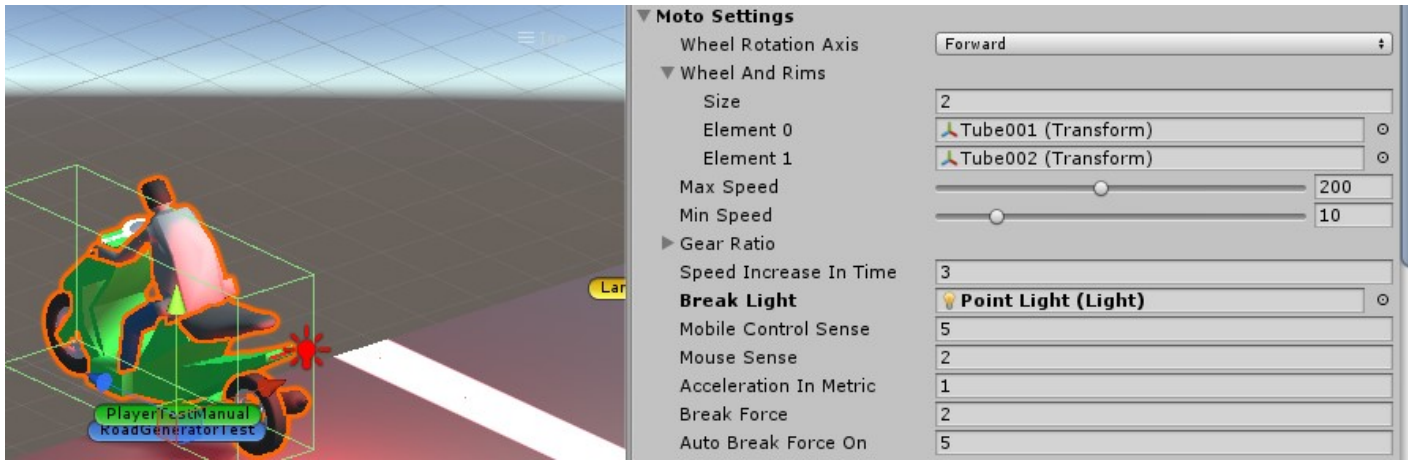 Iso
Lar
PlayerTestManual
RoadGeneratorTest
Moto Settings
Wheel Rotation Axis Forward
Wheel And Rims
Size 2
Element 0 Tube001 (Transform)
Element 1 Tube002 (Transform)
Max Speed 200
Min Speed 10
Gear Ratio
Speed Increase In Time 3
Break Light Point Light (Light)
Mobile Control Sense 5
Mouse Sense 2
Acceleration In Metric 1
Break Force 2
Auto Break Force On 5